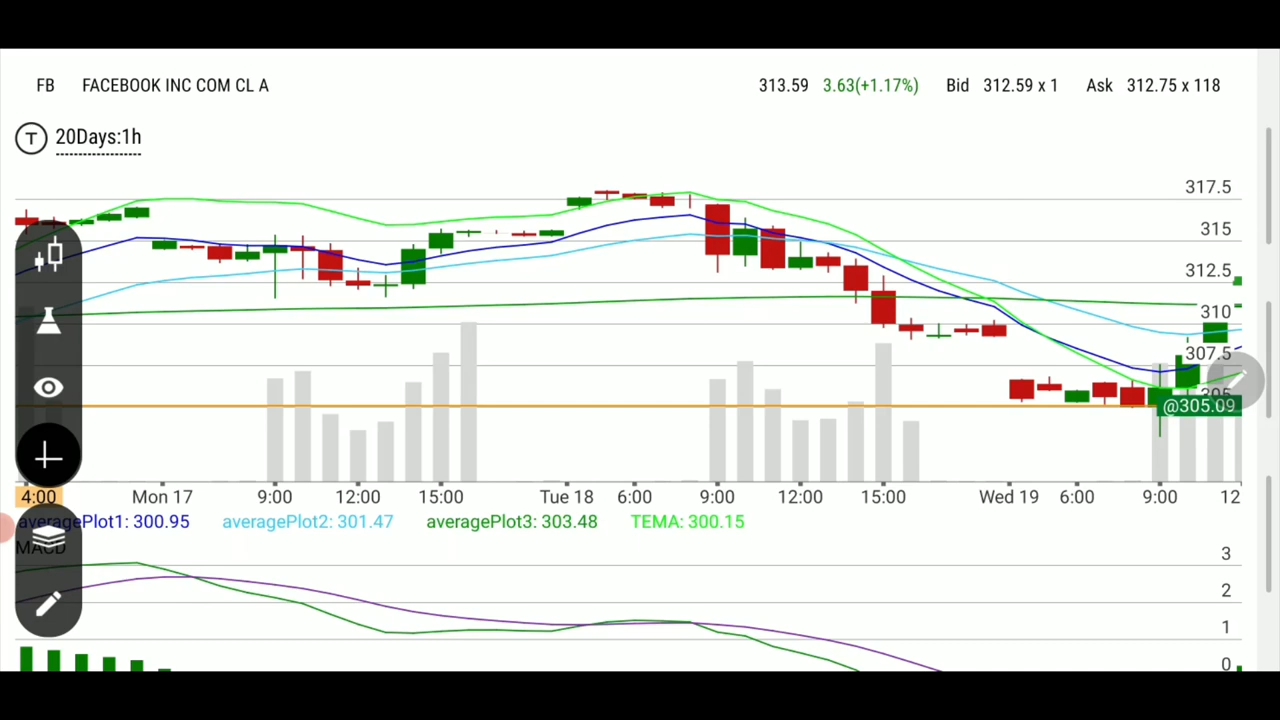 FB FACEBOOK INC COM CL A 313.59 3.63(+1.17%) Bid 312.59 x 1 Ask 312.75 x 118
T 20Days:1h
317.5
315
312.5
310
307.5
305
@305.09
4:00 Mon 17 9:00 12:00 15:00 Tue 18 6:00 9:00 12:00 15:00 Wed 19 6:00 9:00 12
averagePlot1: 300.95 averagePlot2: 301.47 averagePlot3: 303.48 TEMA: 300.15
MACD
3
2
1
0